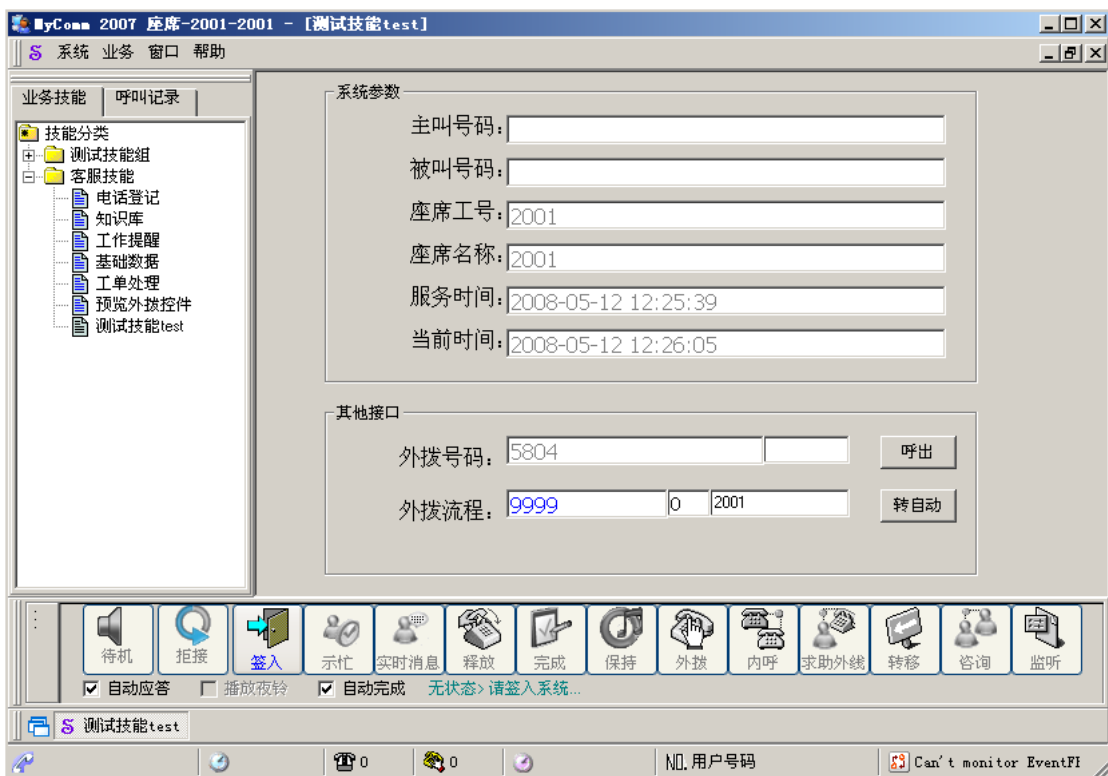 MyComm 2007 座席-2001-2001 - [测试技能test]
系统 业务 窗口 帮助
业务技能 呼叫记录
技能分类
测试技能组
客服技能
电话登记
知识库
工作提醒
基础数据
工单处理
预览外拨控件
测试技能test
系统参数
主叫号码：
被叫号码：
座席工号：2001
座席名称：2001
服务时间：2008-05-12 12:25:39
当前时间：2008-05-12 12:26:05
其他接口
外拨号码：5804 呼出
外拨流程：9999 0 2001 转自动
待机 拒接 签入 示忙 实时消息 释放 完成 保持 外拨 内呼 求助外线 转移 咨询 监听
自动应答 播放夜铃 自动完成 无状态>请签入系统...
测试技能test
0 0 NO.用户号码 Can't monitor EventFI